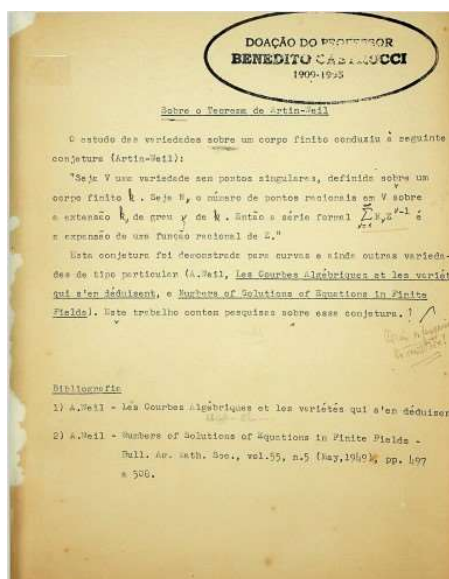 DOAÇÃO DO PROFESSOR
BENEDITO CASTRUCCI
1909-1995
Sobre o Teorema de Artin-Weil
O estudo das variedades sobre um corpo finito conduziu à seguinte
conjetura (Artin-Weil):
"Seja V uma variedade sem pontos singulares, definida sobre um
corpo finito k. Seja Nν o número de pontos racionais em V sobre
a extensão kν de grau ν de k. Então a série formal ∑ NνZ^ν-1 é
a expansão de uma função racional de Z."
Esta conjetura foi demonstrada para curvas e ainda outras varieda-
des de tipo particular (A.Weil, Les Courbes Algébriques et les variét
qui s'en déduisent, e Numbers of Solutions of Equations in Finite
Fields). Este trabalho contem pesquisas sobre essa conjetura. !
Bibliografia
1) A.Weil - Les Courbes Algébriques et les variétés qui s'en déduisen
2) A.Weil - Numbers of Solutions of Equations in Finite Fields -
Bull. Am. Math. Soc., vol.55, n.5 (May,1949), pp. 497
a 508.